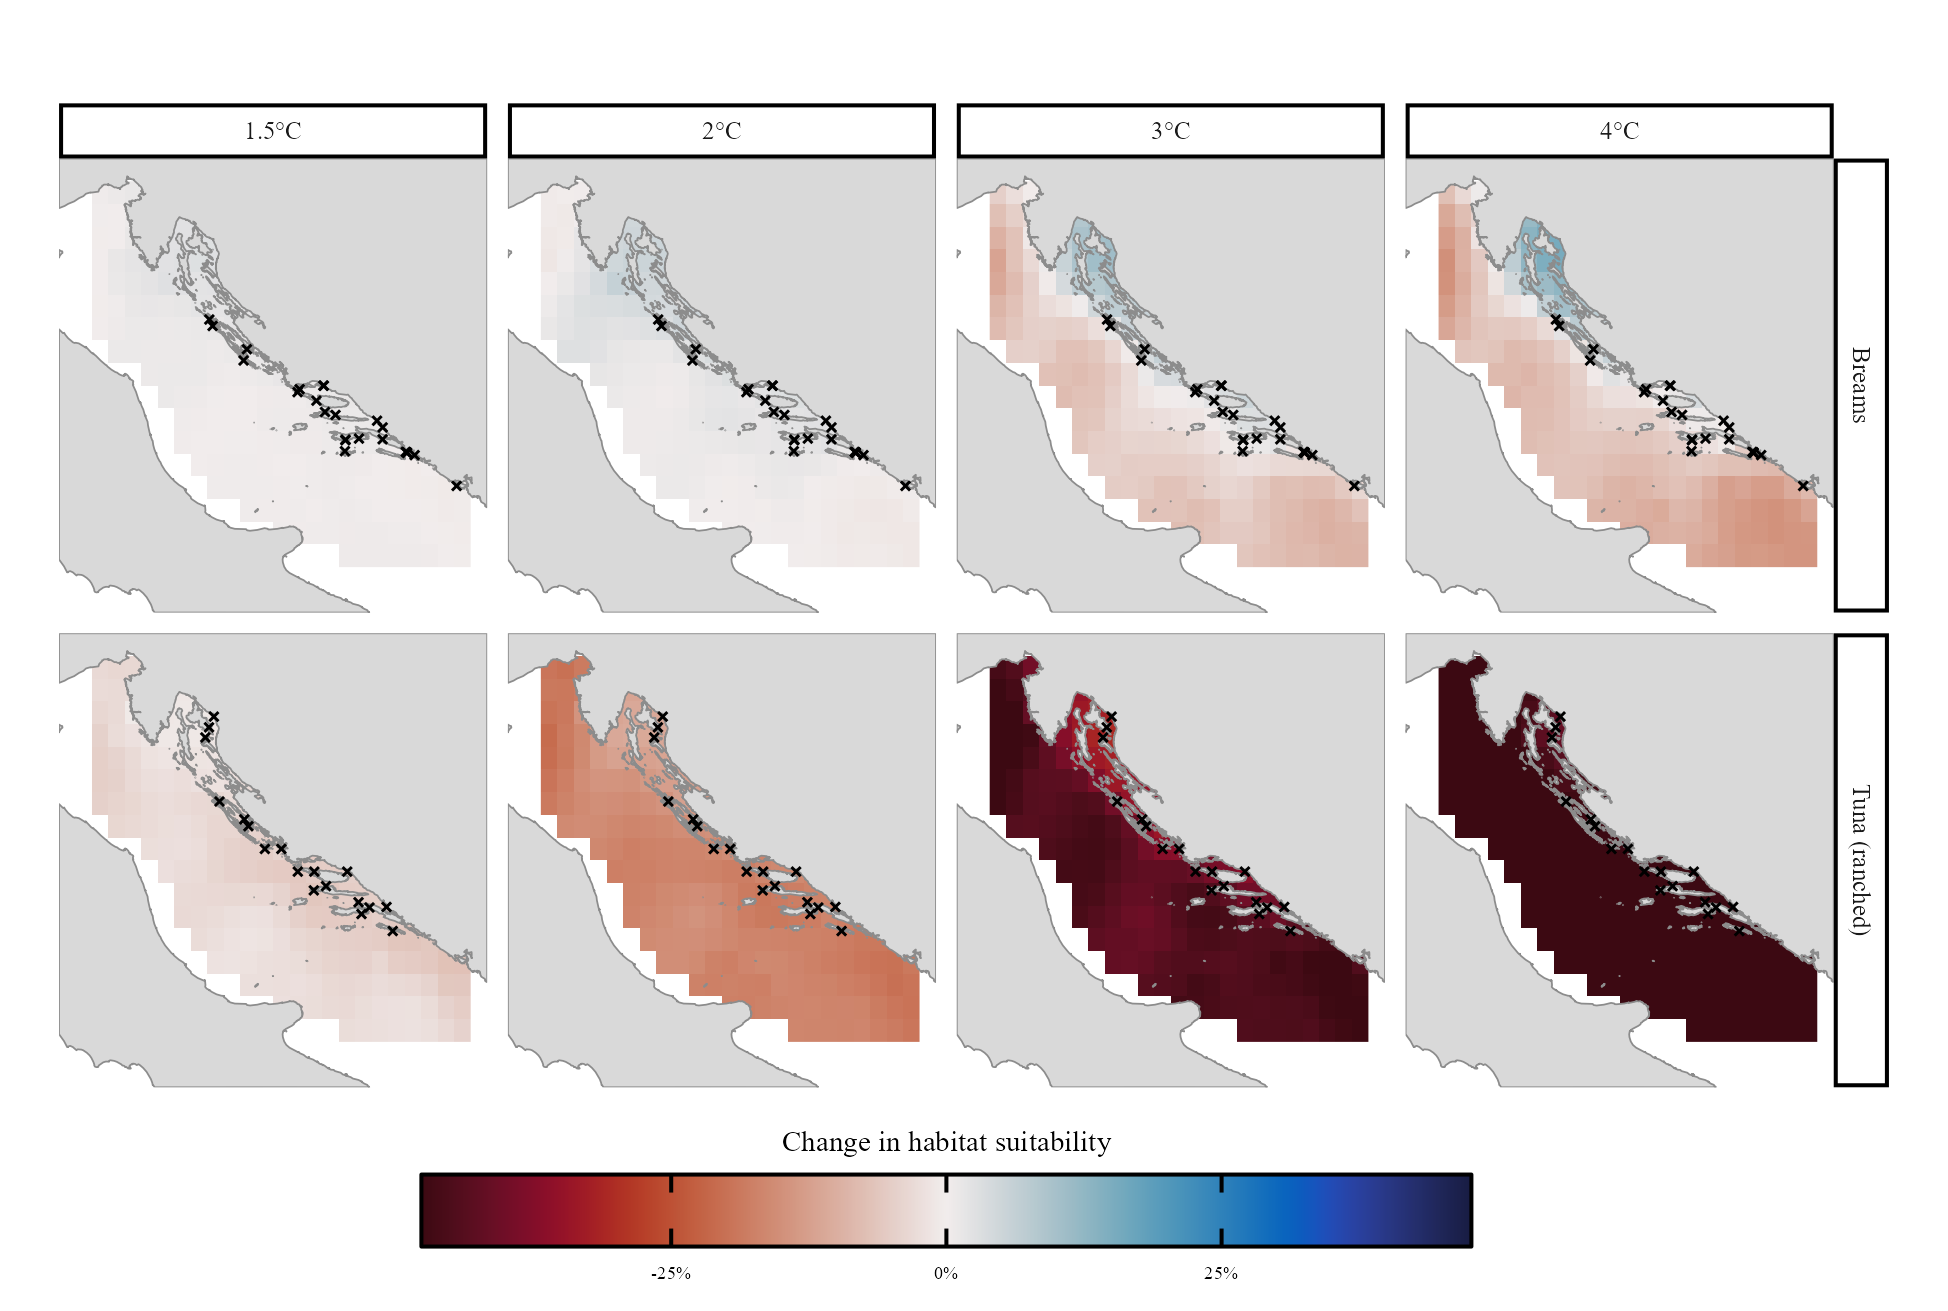 1.5°C
2°C
3°C
4°C
Breams
Tuna (ranched)
Change in habitat suitability
-25%
0%
25%